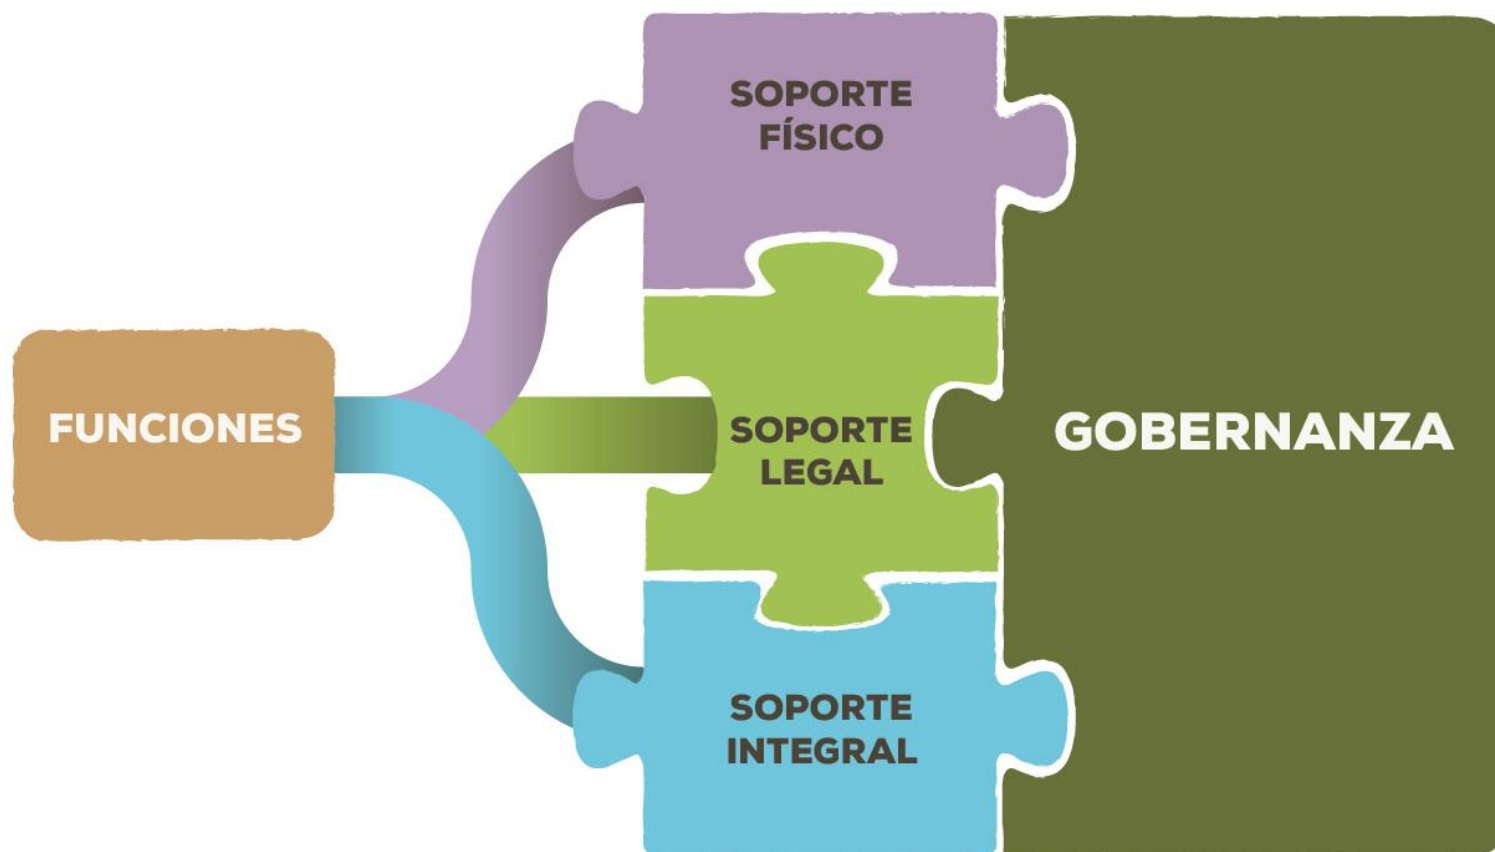 SOPORTE
FÍSICO
FUNCIONES
SOPORTE
LEGAL
GOBERNANZA
SOPORTE
INTEGRAL